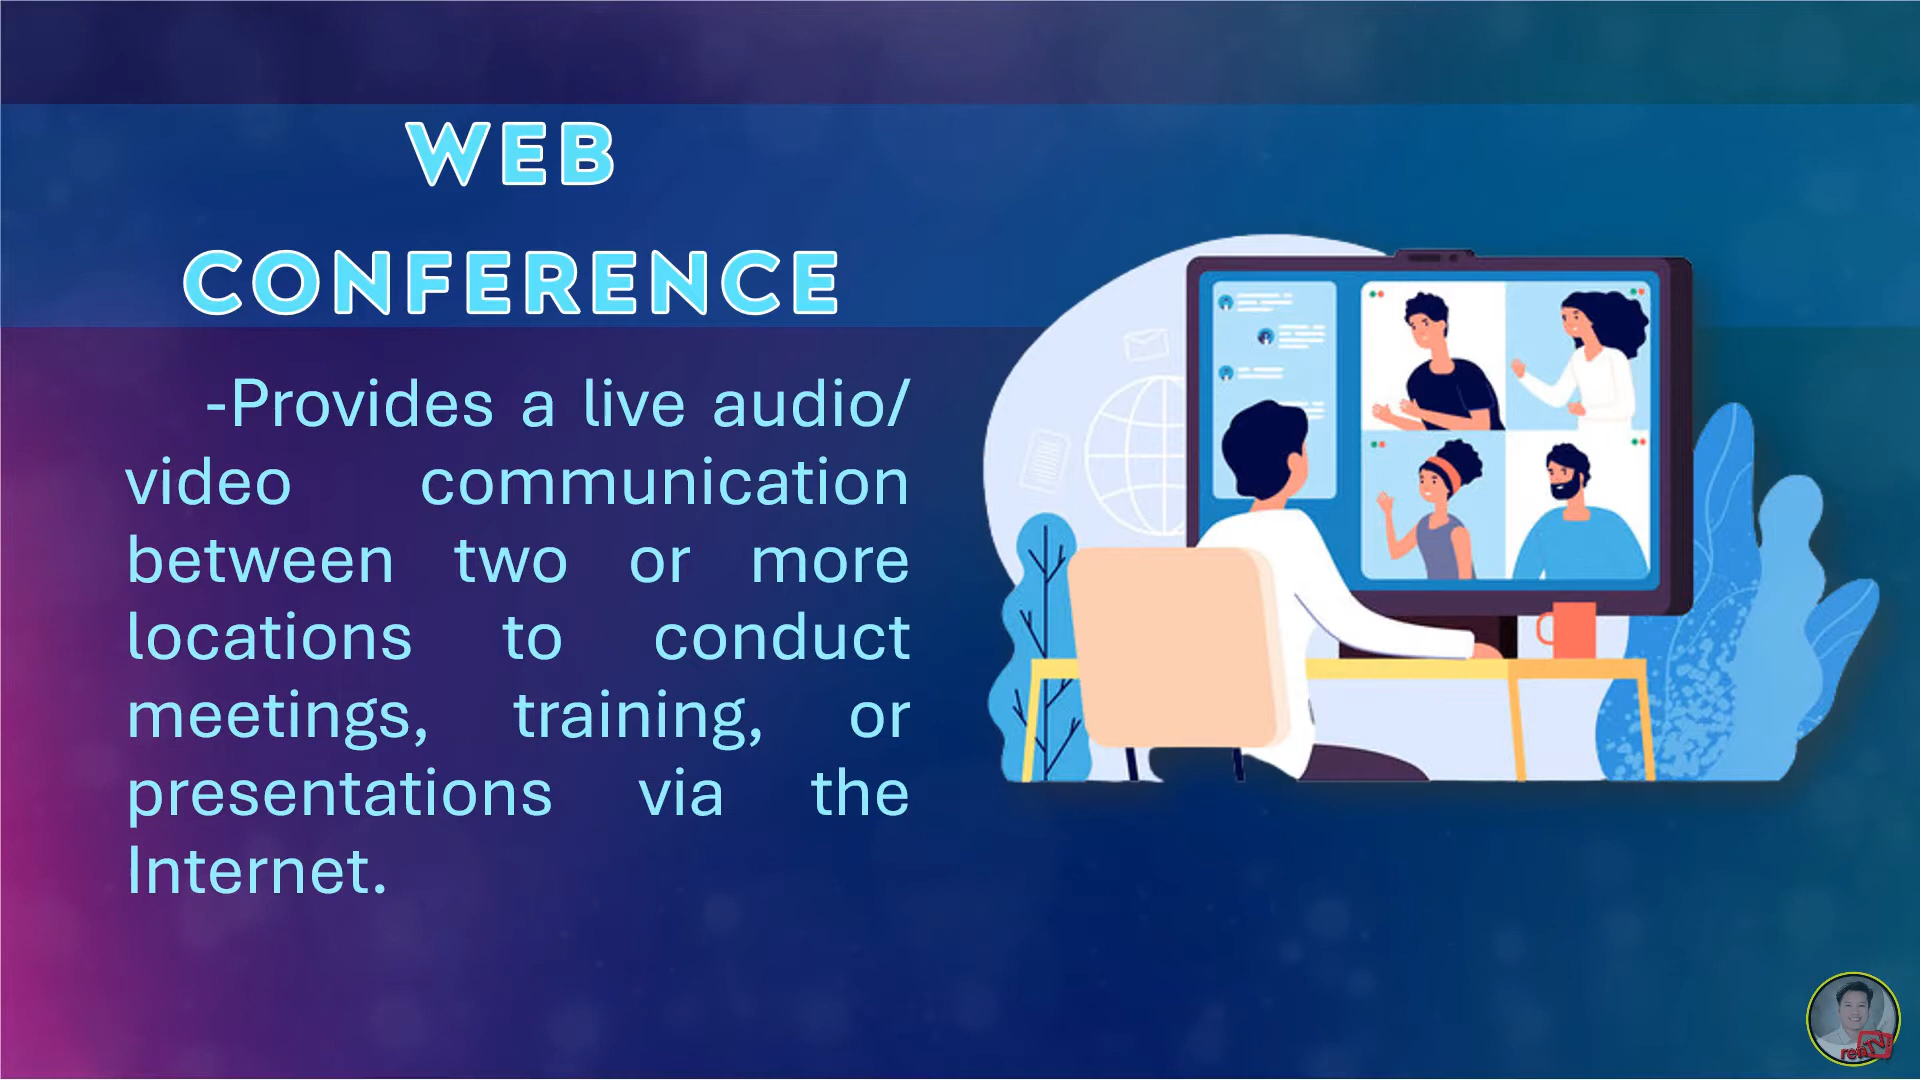 WEB
CONFERENCE
-Provides a live audio/
video communication
between two or more
locations to conduct
meetings, training, or
presentations via the
Internet.
renTV